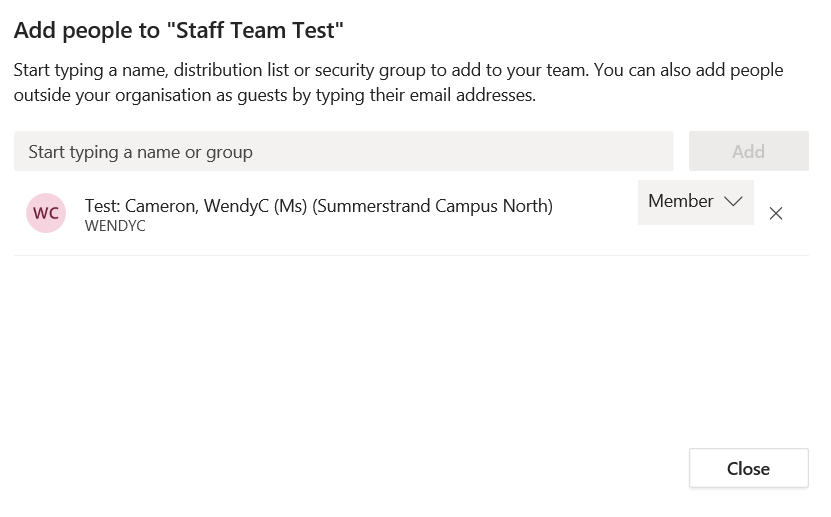 Add people to "Staff Team Test"
Start typing a name, distribution list or security group to add to your team. You can also add people
outside your organisation as guests by typing their email addresses.
Start typing a name or group
Add
WC
Test: Cameron, WendyC (Ms) (Summerstrand Campus North)
WENDYC
Member
Close